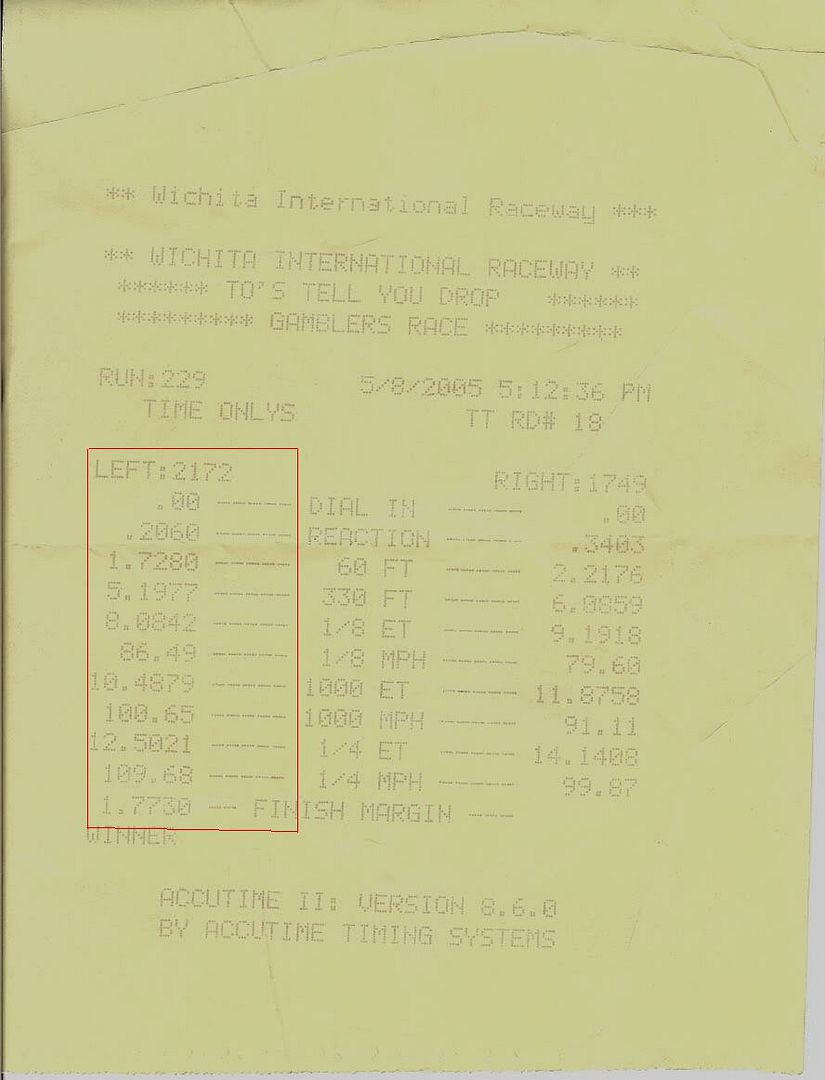 ** Wichita International Raceway ***
** WICHITA INTERNATIONAL RACEWAY **
****** TO'S TELL YOU DROP ******
********* GAMBLERS RACE *********
RUN:229 5/8/2005 5:12:36 PM
TIME ONLYS TT RD# 18
LEFT:2172 RIGHT:1749
.00 ----- DIAL IN ----- .00
.2060 ----- REACTION ----- .3403
1.7280 ----- 60 FT ----- 2.2176
5.1977 ----- 330 FT ----- 6.0859
8.0842 ----- 1/8 ET ----- 9.1918
86.49 ----- 1/8 MPH ----- 79.60
10.4879 ----- 1000 ET ----- 11.8758
100.65 ----- 1000 MPH ----- 91.11
12.5021 ----- 1/4 ET ----- 14.1408
109.68 ----- 1/4 MPH ----- 99.87
1.7730 -- FINISH MARGIN ---
WINNER
ACCUTIME II: VERSION 8.6.0
BY ACCUTIME TIMING SYSTEMS